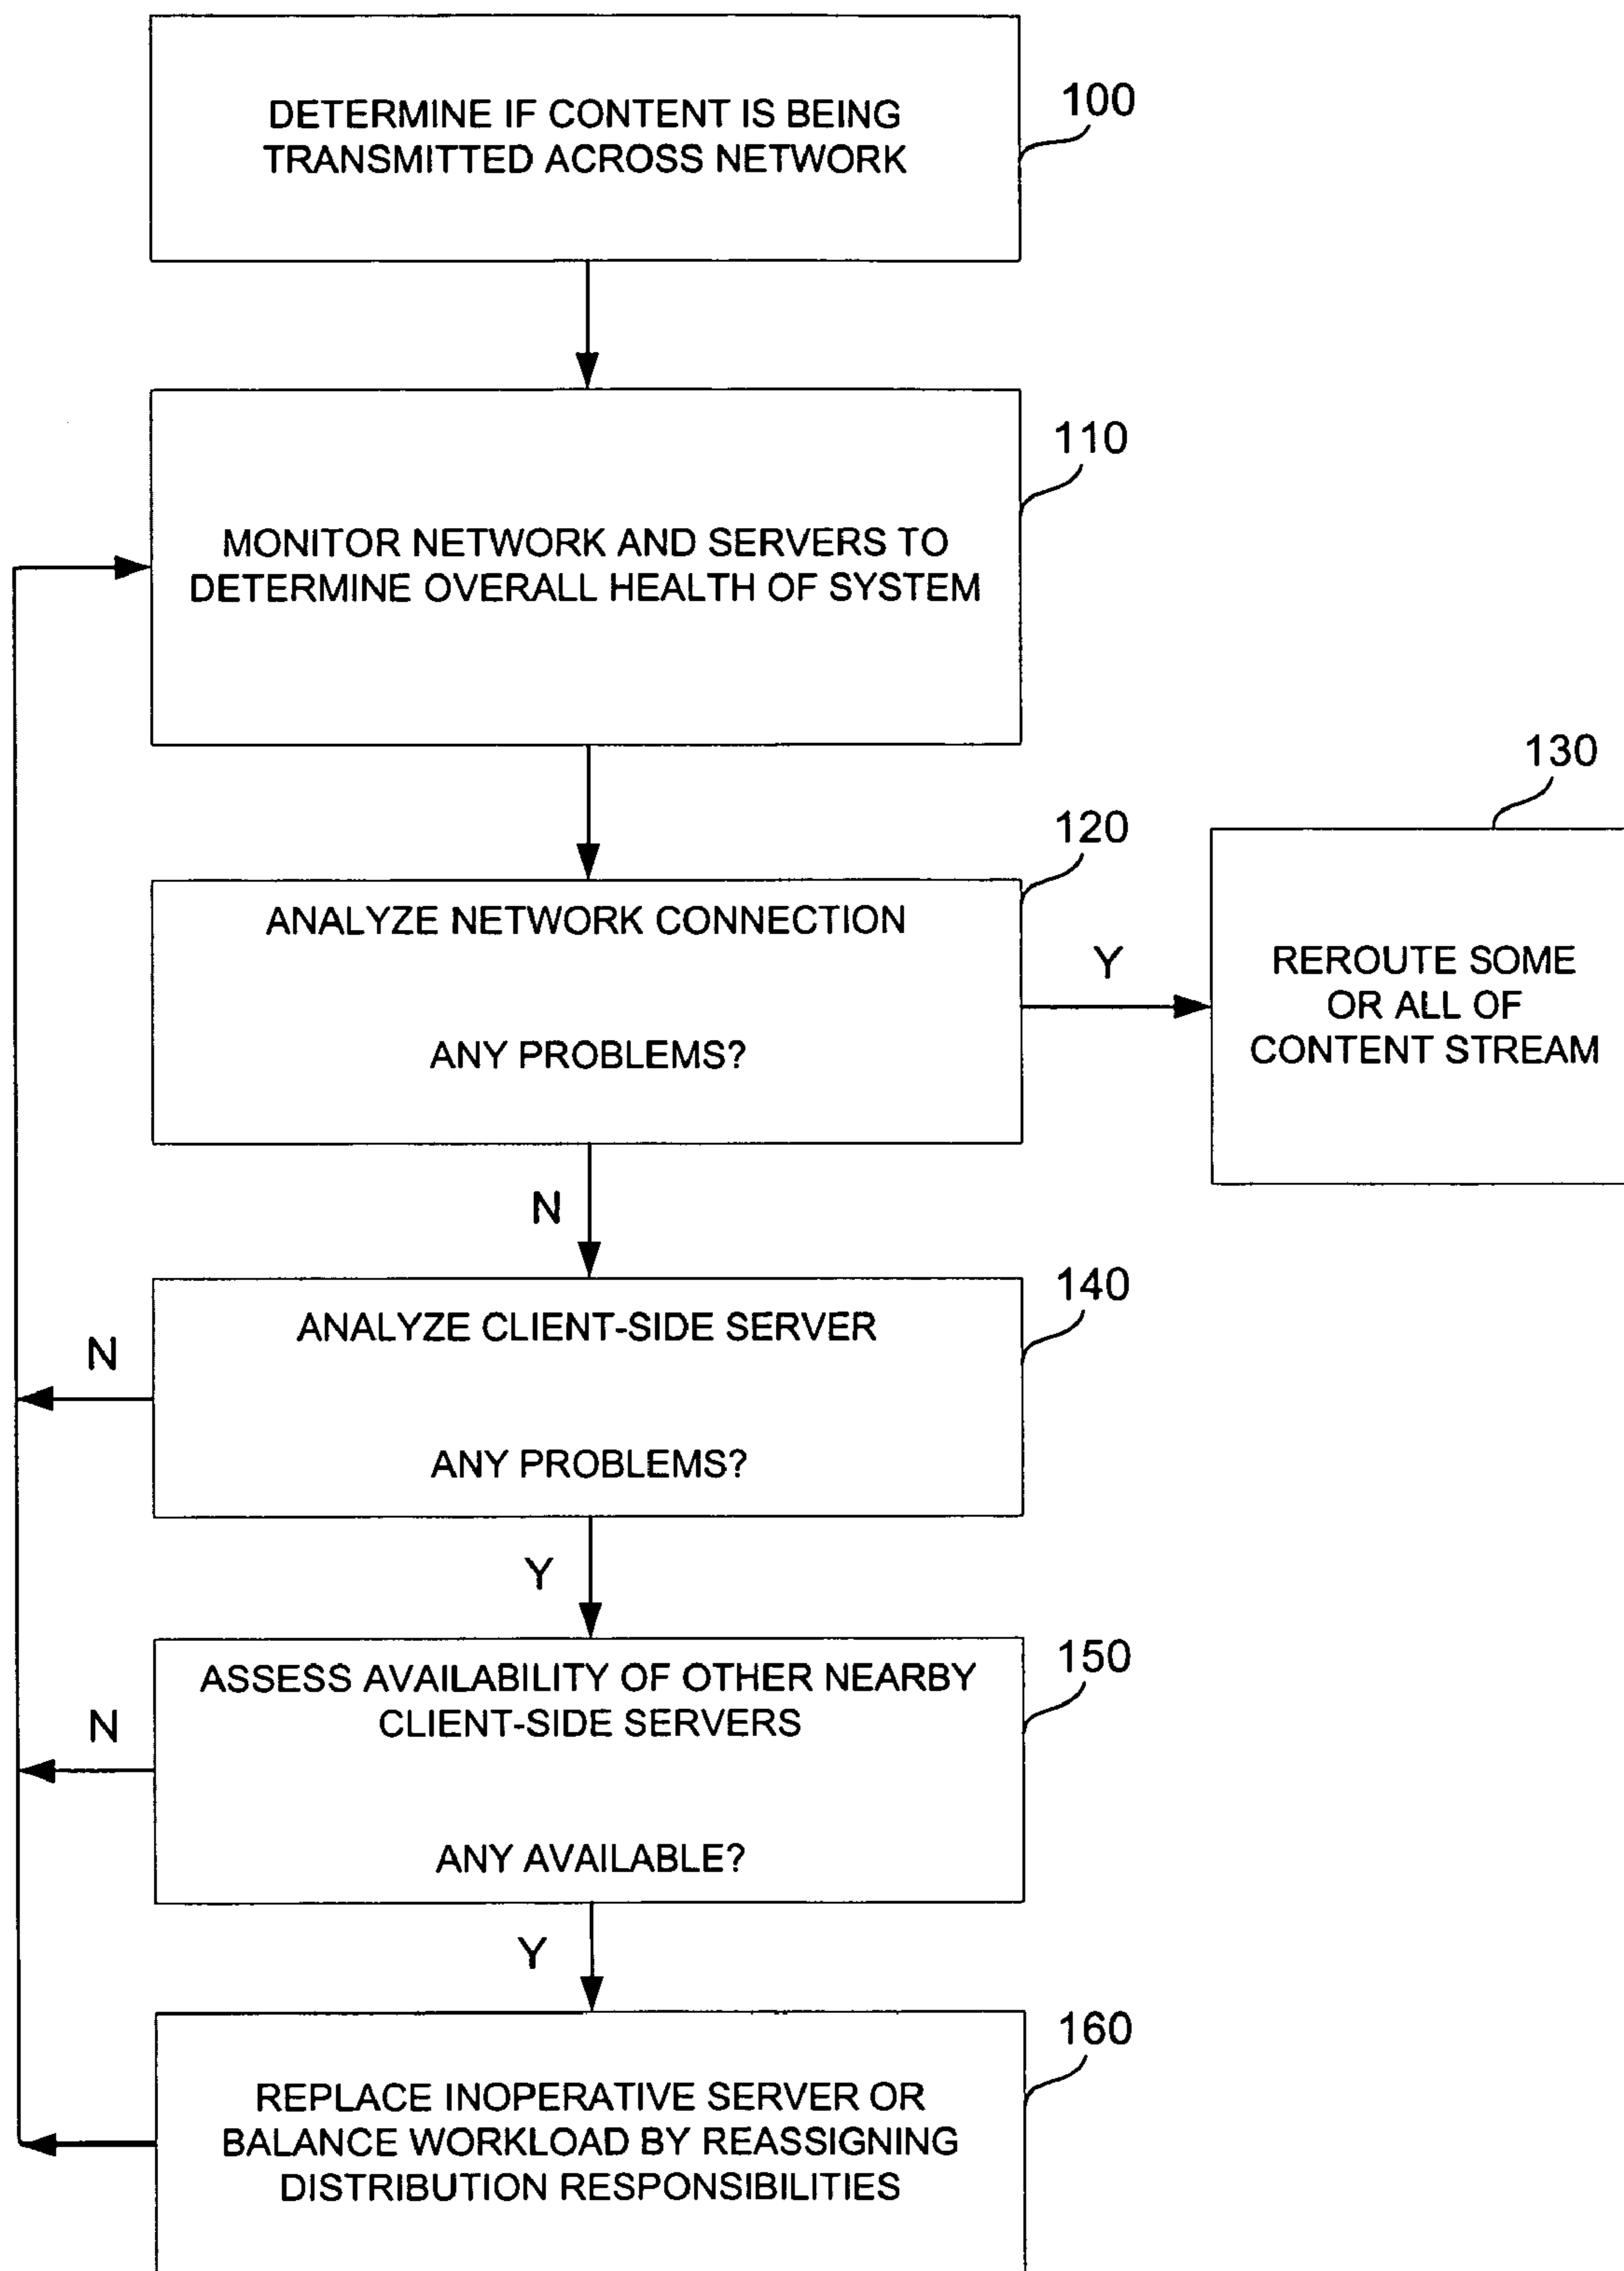 DETERMINE IF CONTENT IS BEING
TRANSMITTED ACROSS NETWORK
100
MONITOR NETWORK AND SERVERS TO
DETERMINE OVERALL HEALTH OF SYSTEM
110
ANALYZE NETWORK CONNECTION
ANY PROBLEMS?
120
Y
130
REROUTE SOME
OR ALL OF
CONTENT STREAM
N
ANALYZE CLIENT-SIDE SERVER
ANY PROBLEMS?
140
N
Y
ASSESS AVAILABILITY OF OTHER NEARBY
CLIENT-SIDE SERVERS
ANY AVAILABLE?
150
N
Y
REPLACE INOPERATIVE SERVER OR
BALANCE WORKLOAD BY REASSIGNING
DISTRIBUTION RESPONSIBILITIES
160